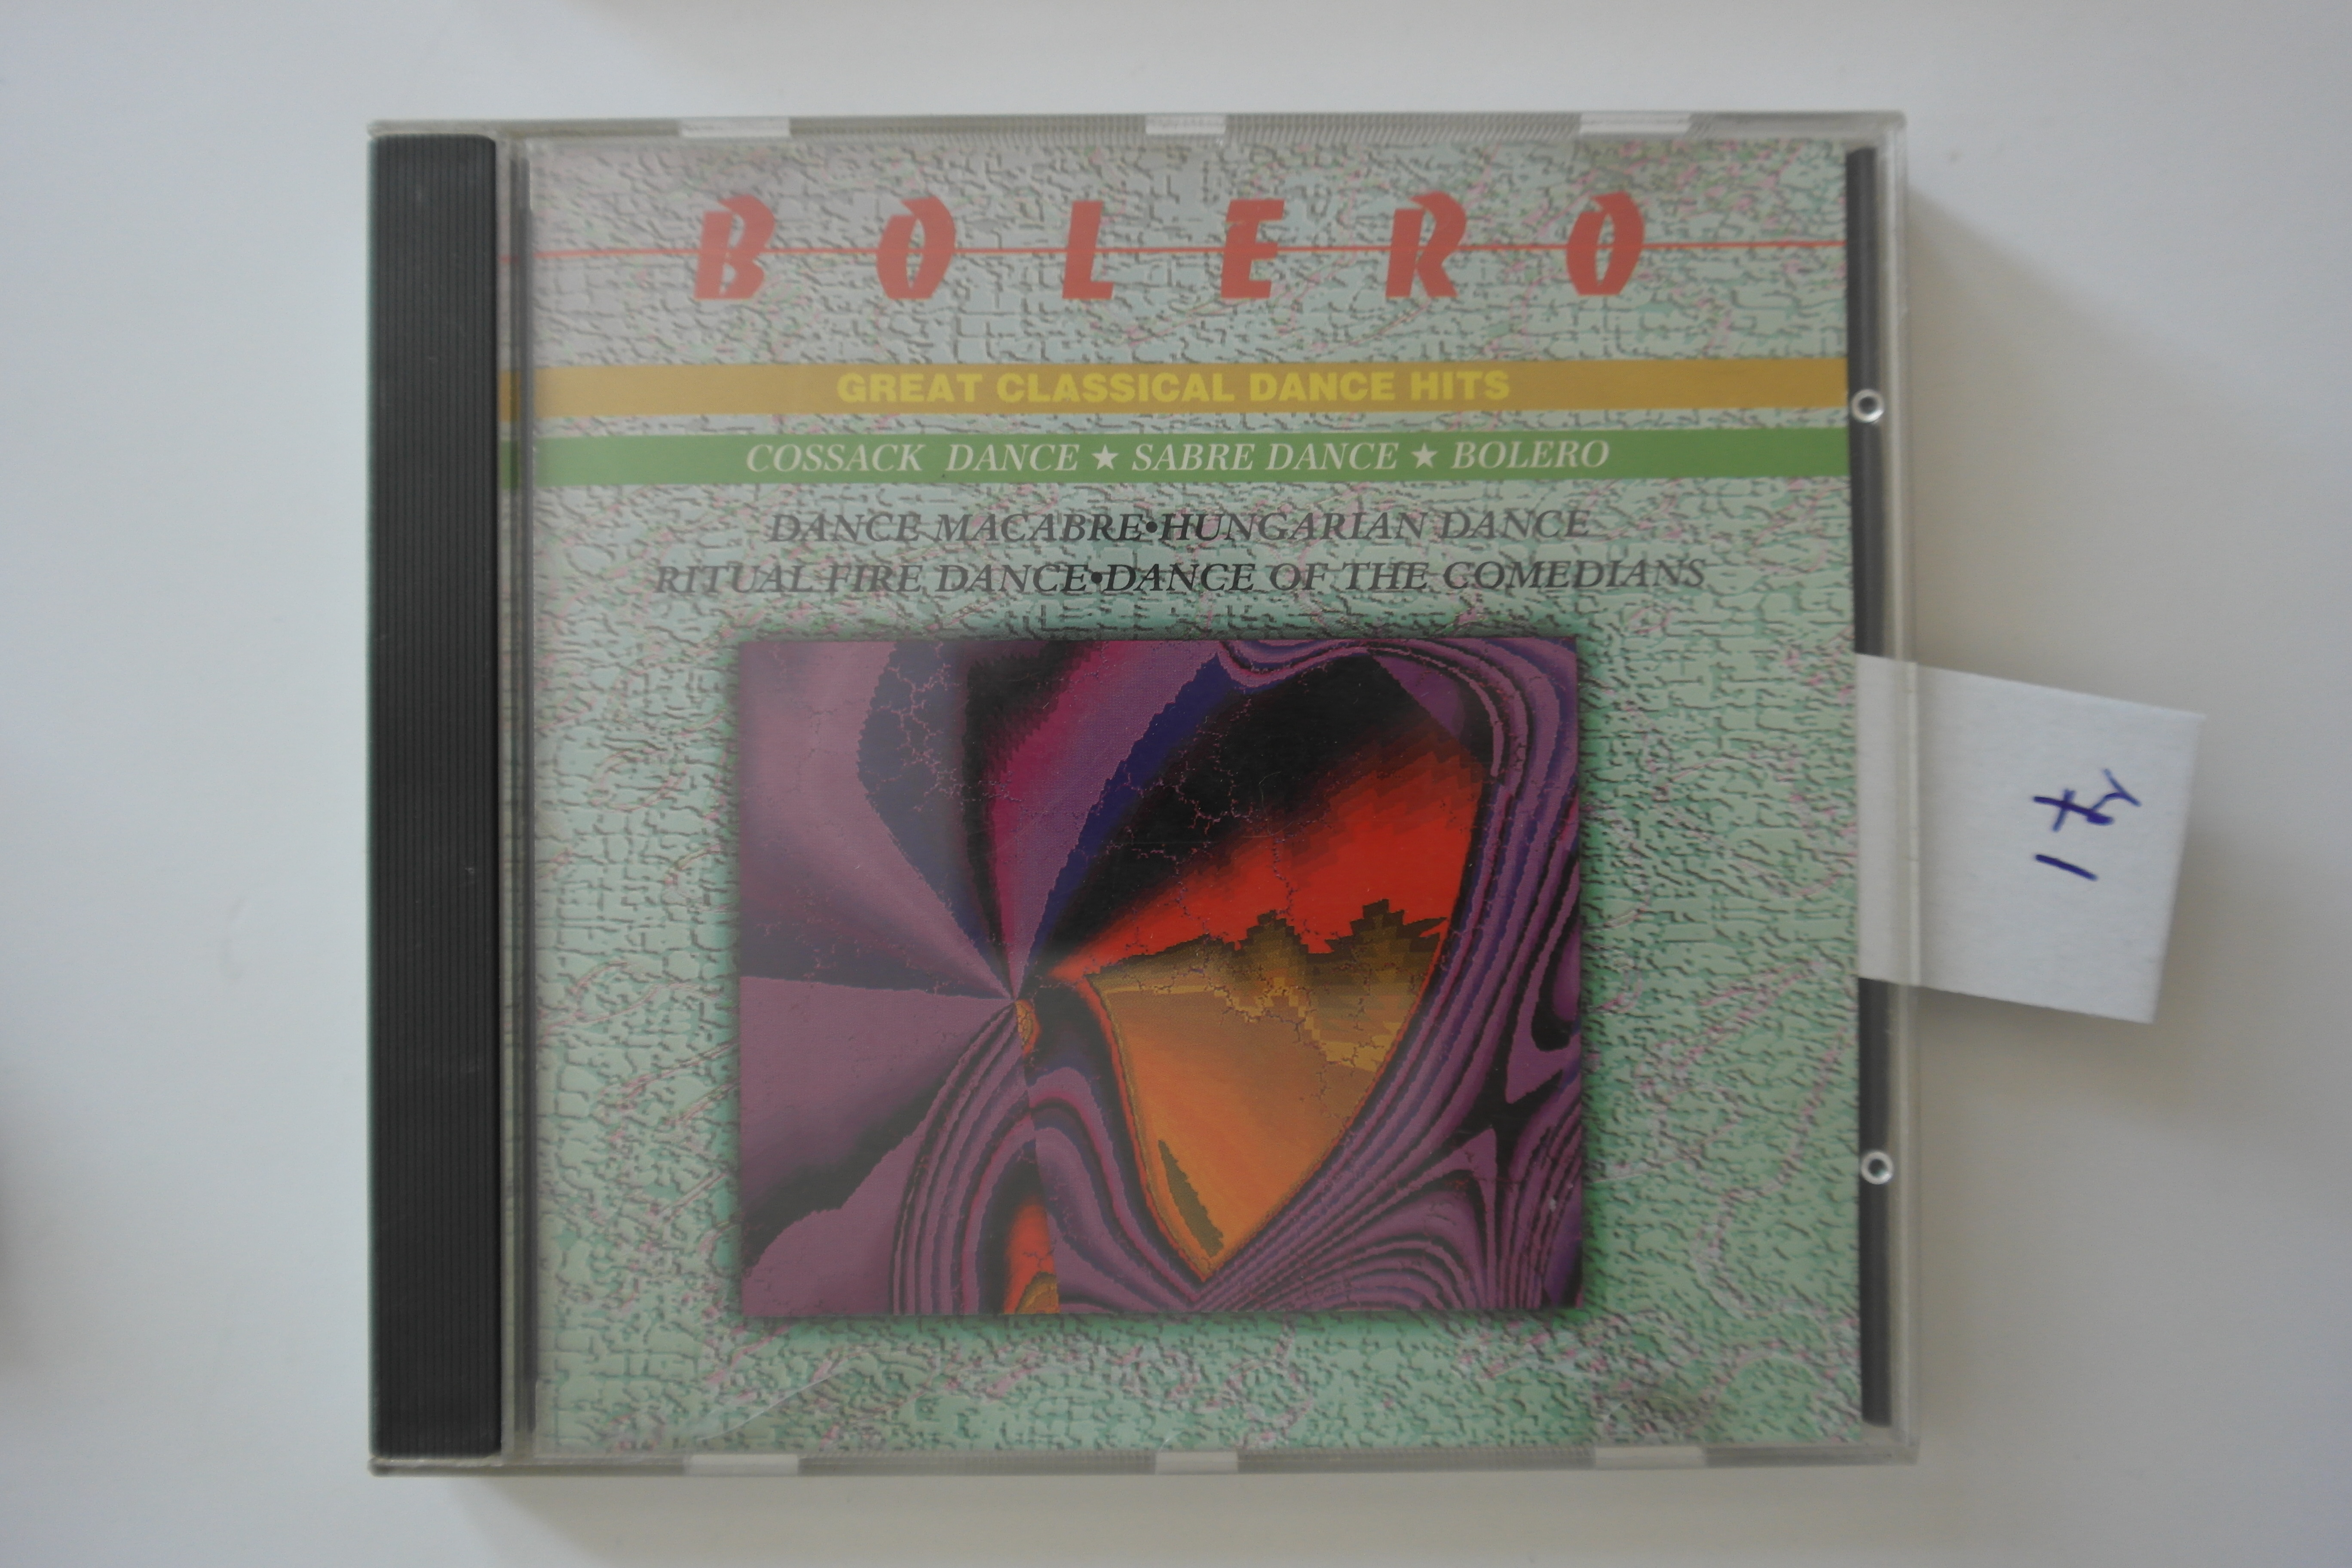 BOLERO
GREAT CLASSICAL DANCE HITS
COSSACK DANCE ★ SABRE DANCE ★ BOLERO
DANCE MACABRE•HUNGARIAN DANCE
RITUAL FIRE DANCE•DANCE OF THE COMEDIANS